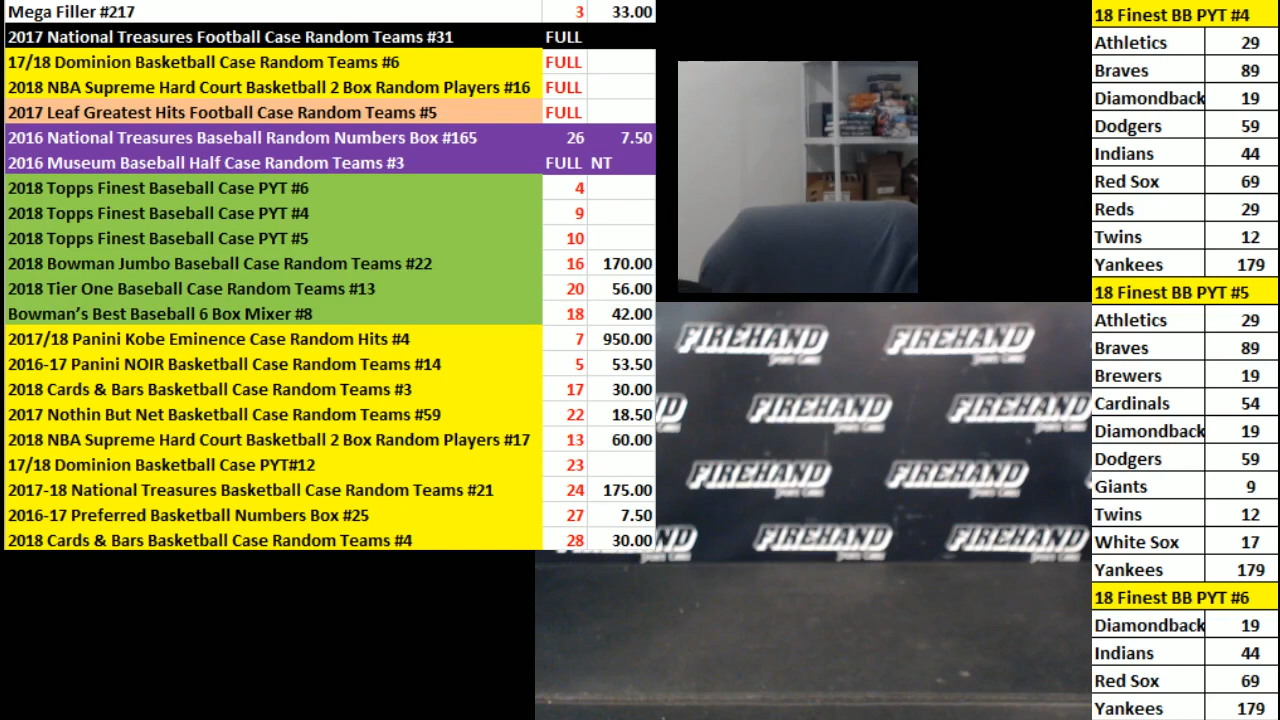 Mega Filler #217 3 33.00
2017 National Treasures Football Case Random Teams #31 FULL
17/18 Dominion Basketball Case Random Teams #6 FULL
2018 NBA Supreme Hard Court Basketball 2 Box Random Players #16 FULL
2017 Leaf Greatest Hits Football Case Random Teams #5 FULL
2016 National Treasures Baseball Random Numbers Box #165 26 7.50
2016 Museum Baseball Half Case Random Teams #3 FULL NT
2018 Topps Finest Baseball Case PYT #6 4
2018 Topps Finest Baseball Case PYT #4 9
2018 Topps Finest Baseball Case PYT #5 10
2018 Bowman Jumbo Baseball Case Random Teams #22 16 170.00
2018 Tier One Baseball Case Random Teams #13 20 56.00
Bowman’s Best Baseball 6 Box Mixer #8 18 42.00
2017/18 Panini Kobe Eminence Case Random Hits #4 7 950.00
2016-17 Panini NOIR Basketball Case Random Teams #14 5 53.50
2018 Cards & Bars Basketball Case Random Teams #3 17 30.00
2017 Nothin But Net Basketball Case Random Teams #59 22 18.50
2018 NBA Supreme Hard Court Basketball 2 Box Random Players #17 13 60.00
17/18 Dominion Basketball Case PYT#12 23
2017-18 National Treasures Basketball Case Random Teams #21 24 175.00
2016-17 Preferred Basketball Numbers Box #25 27 7.50
2018 Cards & Bars Basketball Case Random Teams #4 28 30.00
FIREHAND FIREHAND
FIREHAND FIREHAND
FIREHAND FIREHAND
FIREHAND FIREHAND
18 Finest BB PYT #4
Athletics 29
Braves 89
Diamondback 19
Dodgers 59
Indians 44
Red Sox 69
Reds 29
Twins 12
Yankees 179
18 Finest BB PYT #5
Athletics 29
Braves 89
Brewers 19
Cardinals 54
Diamondback 19
Dodgers 59
Giants 9
Twins 12
White Sox 17
Yankees 179
18 Finest BB PYT #6
Diamondback 19
Indians 44
Red Sox 69
Yankees 179